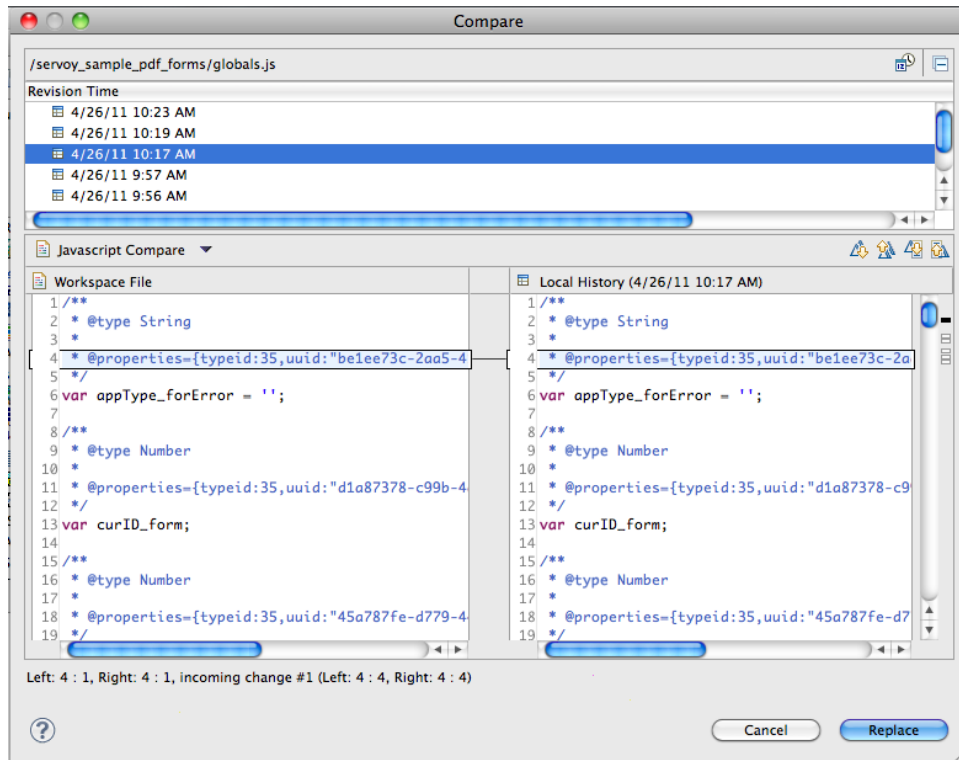 Compare
/servoy_sample_pdf_forms/globals.js
Revision Time
4/26/11 10:23 AM
4/26/11 10:19 AM
4/26/11 10:17 AM
4/26/11 9:57 AM
4/26/11 9:56 AM
Javascript Compare
Workspace File
1 /**
2 * @type String
3 *
4 * @properties={typeid:35,uuid:"be1ee73c-2aa5-4
5 */
6 var appType_forError = '';
7
8 /**
9 * @type Number
10 *
11 * @properties={typeid:35,uuid:"d1a87378-c99b-4
12 */
13 var curID_form;
14
15 /**
16 * @type Number
17 *
18 * @properties={typeid:35,uuid:"45a787fe-d779-4
19 */
Local History (4/26/11 10:17 AM)
1 /**
2 * @type String
3 *
4 * @properties={typeid:35,uuid:"be1ee73c-2a
5 */
6 var appType_forError = '';
7
8 /**
9 * @type Number
10 *
11 * @properties={typeid:35,uuid:"d1a87378-c9
12 */
13 var curID_form;
14
15 /**
16 * @type Number
17 *
18 * @properties={typeid:35,uuid:"45a787fe-d7
19 */
Left: 4 : 1, Right: 4 : 1, incoming change #1 (Left: 4 : 4, Right: 4 : 4)
?
Cancel
Replace